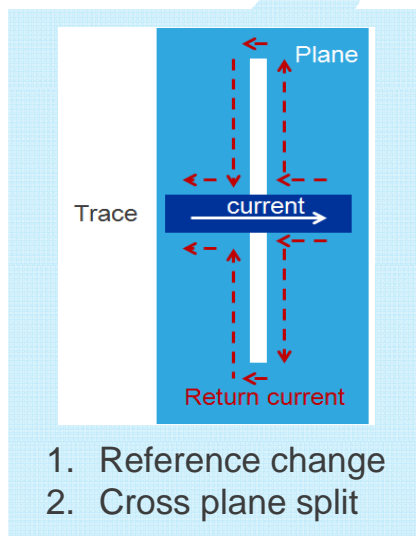 Plane
Trace
current
Return current
1. Reference change
2. Cross plane split